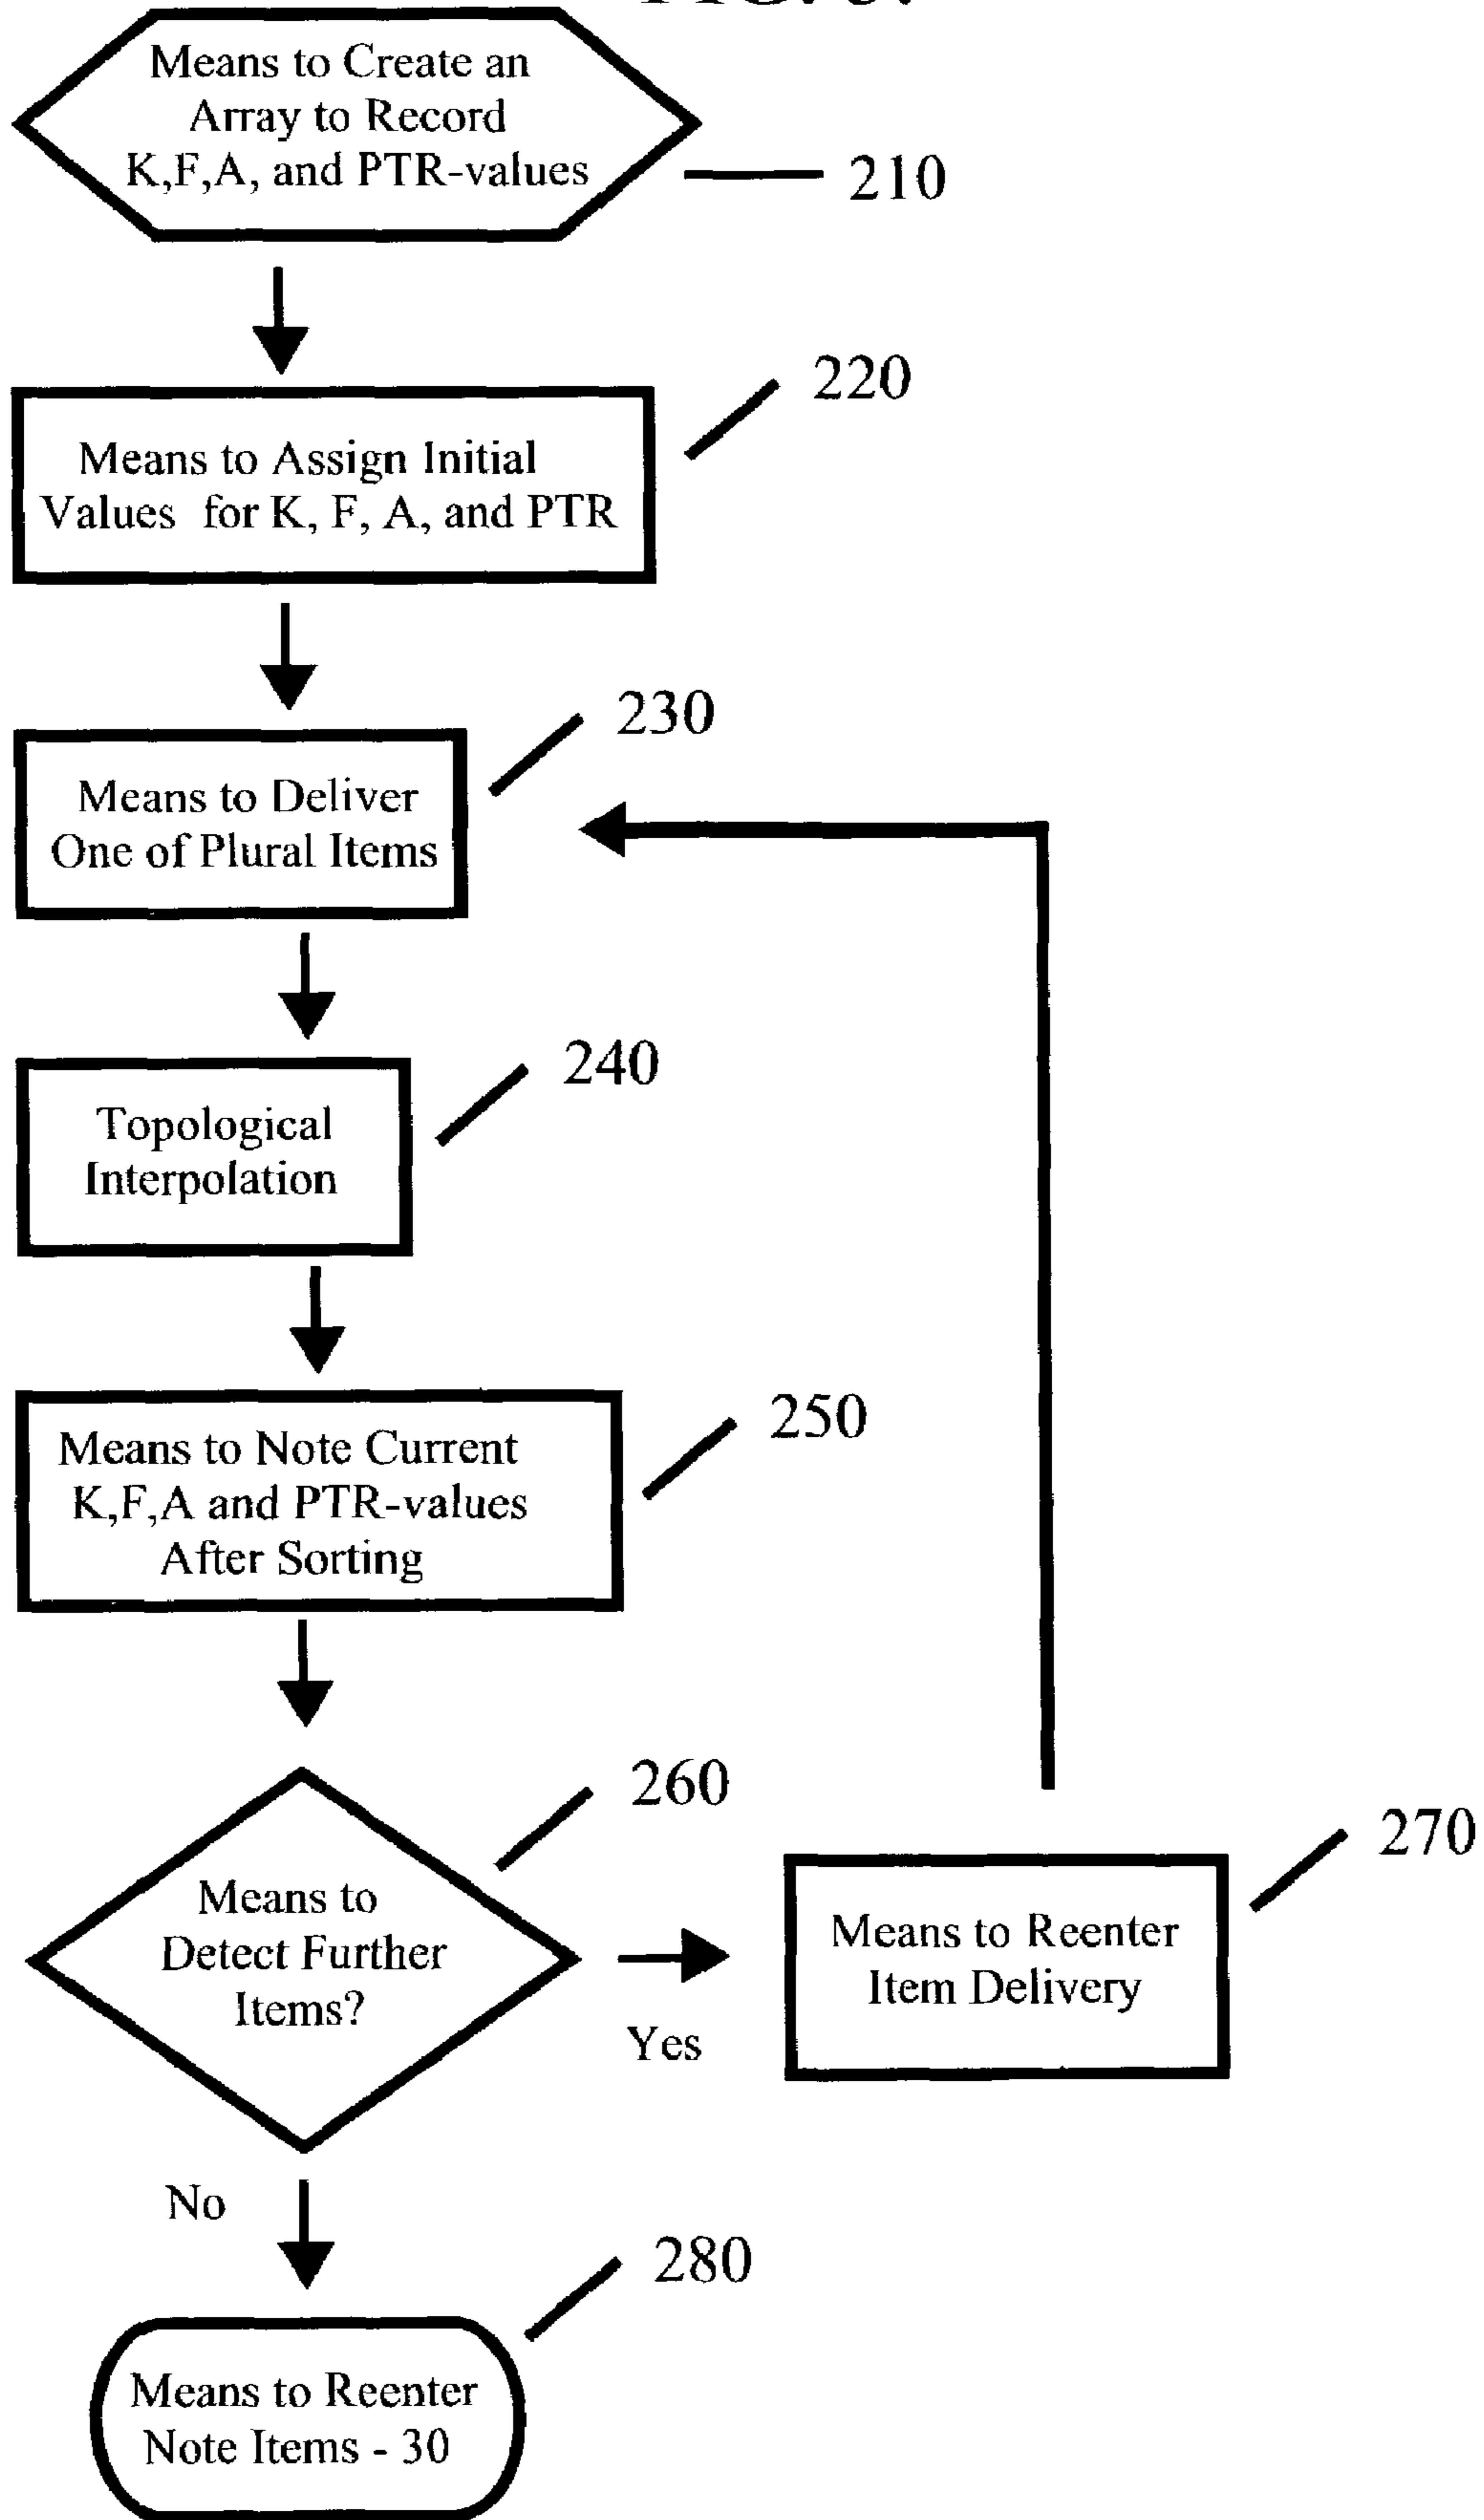 Means to Create an
Array to Record
K,F,A, and PTR-values
210
220
Means to Assign Initial
Values for K, F, A, and PTR
230
Means to Deliver
One of Plural Items
240
Topological
Interpolation
250
Means to Note Current
K,F,A and PTR-values
After Sorting
260
270
Means to
Detect Further
Items?
Means to Reenter
Item Delivery
Yes
No
280
Means to Reenter
Note Items - 30